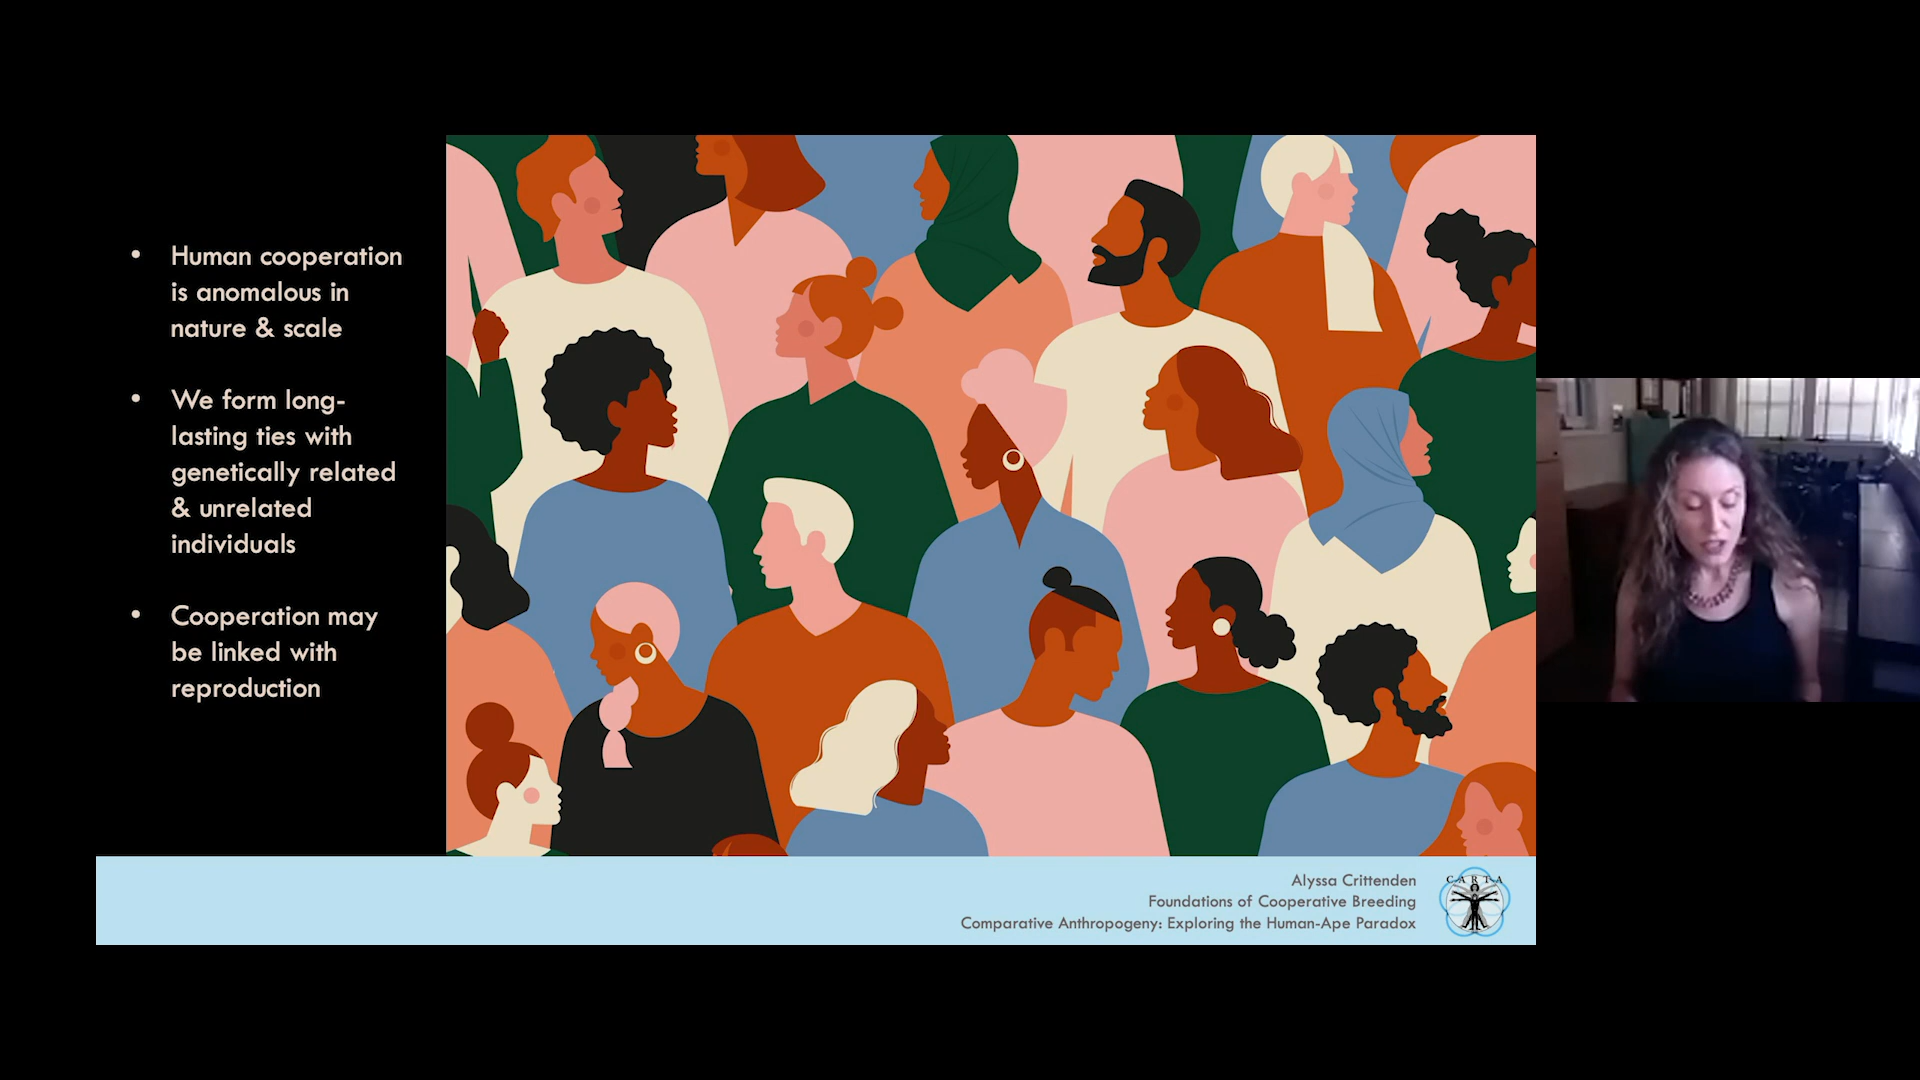 • Human cooperation
is anomalous in
nature & scale
• We form long-
lasting ties with
genetically related
& unrelated
individuals
• Cooperation may
be linked with
reproduction
Alyssa Crittenden
Foundations of Cooperative Breeding
Comparative Anthropogeny: Exploring the Human-Ape Paradox
CARTA